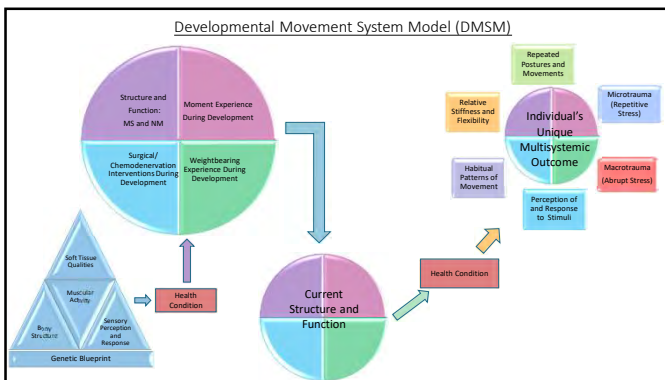 Developmental Movement System Model (DMSM)
Structure and
Function:
MS and NM
Moment Experience
During Development
Surgical/
Chemodenervation
Interventions During
Development
Weightbearing
Experience During
Development
Soft Tissue
Qualities
Muscular
Activity
Body
Structure
Sensory
Perception
and
Response
Genetic Blueprint
Health
Condition
Current
Structure and
Function
Health Condition
Repeated
Postures and
Movements
Relative
Stiffness and
Flexibility
Microtrauma
(Repetitive
Stress)
Individual's
Unique
Multisystemic
Outcome
Habitual
Patterns of
Movement
Macrotrauma
(Abrupt Stress)
Perception of
and Response
to Stimuli